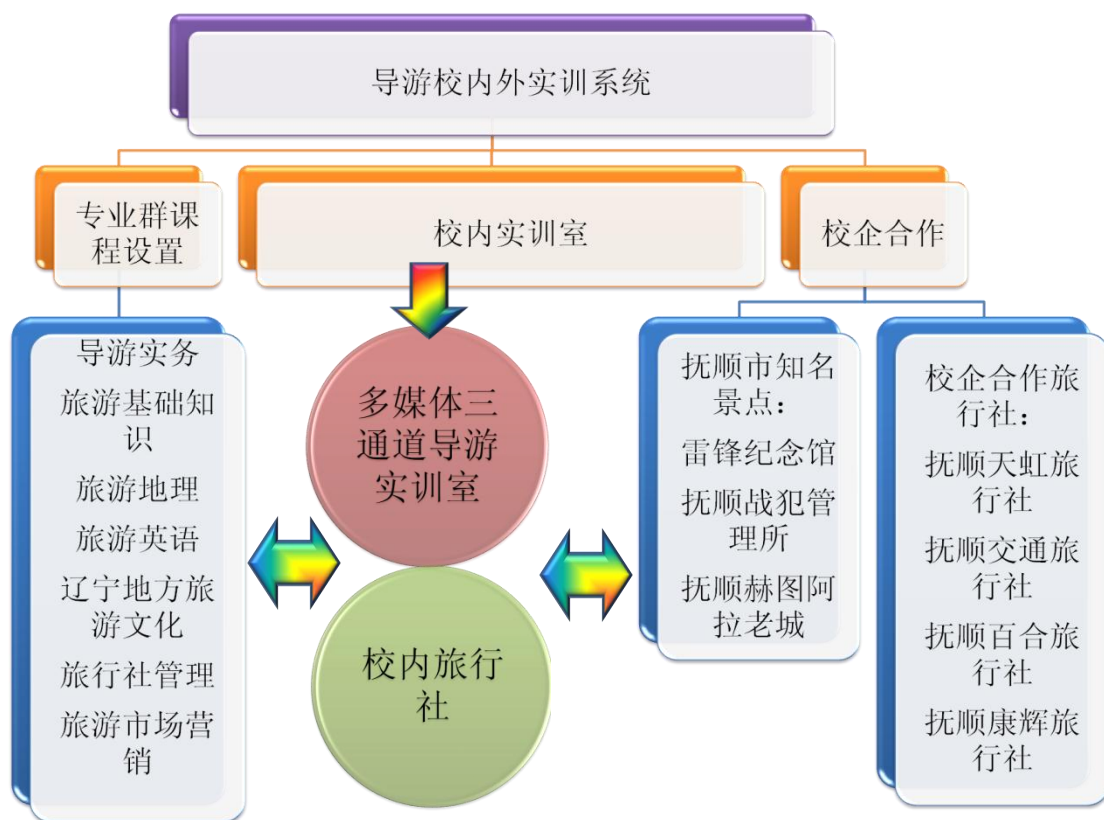 导游校内外实训系统
专业群课
程设置
校内实训室
校企合作
导游实务
旅游基础知
识
旅游地理
旅游英语
辽宁地方旅
游文化
旅行社管理
旅游市场营
销
多媒体三
通道导游
实训室
校内旅行
社
抚顺市知名
景点：
雷锋纪念馆
抚顺战犯管
理所
抚顺赫图阿
拉老城
校企合作旅
行社：
抚顺天虹旅
行社
抚顺交通旅
行社
抚顺百合旅
行社
抚顺康辉旅
行社